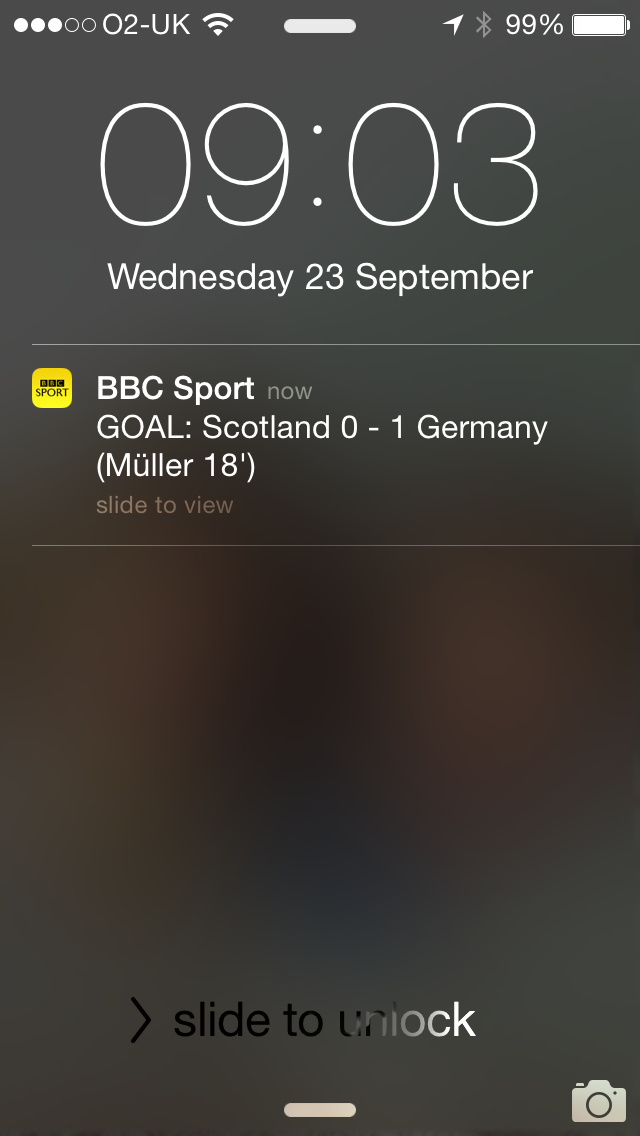 O2-UK 99%
09:03
Wednesday 23 September
BBC SPORT
BBC Sport now
GOAL: Scotland 0 - 1 Germany
(Müller 18')
slide to view
slide to unlock